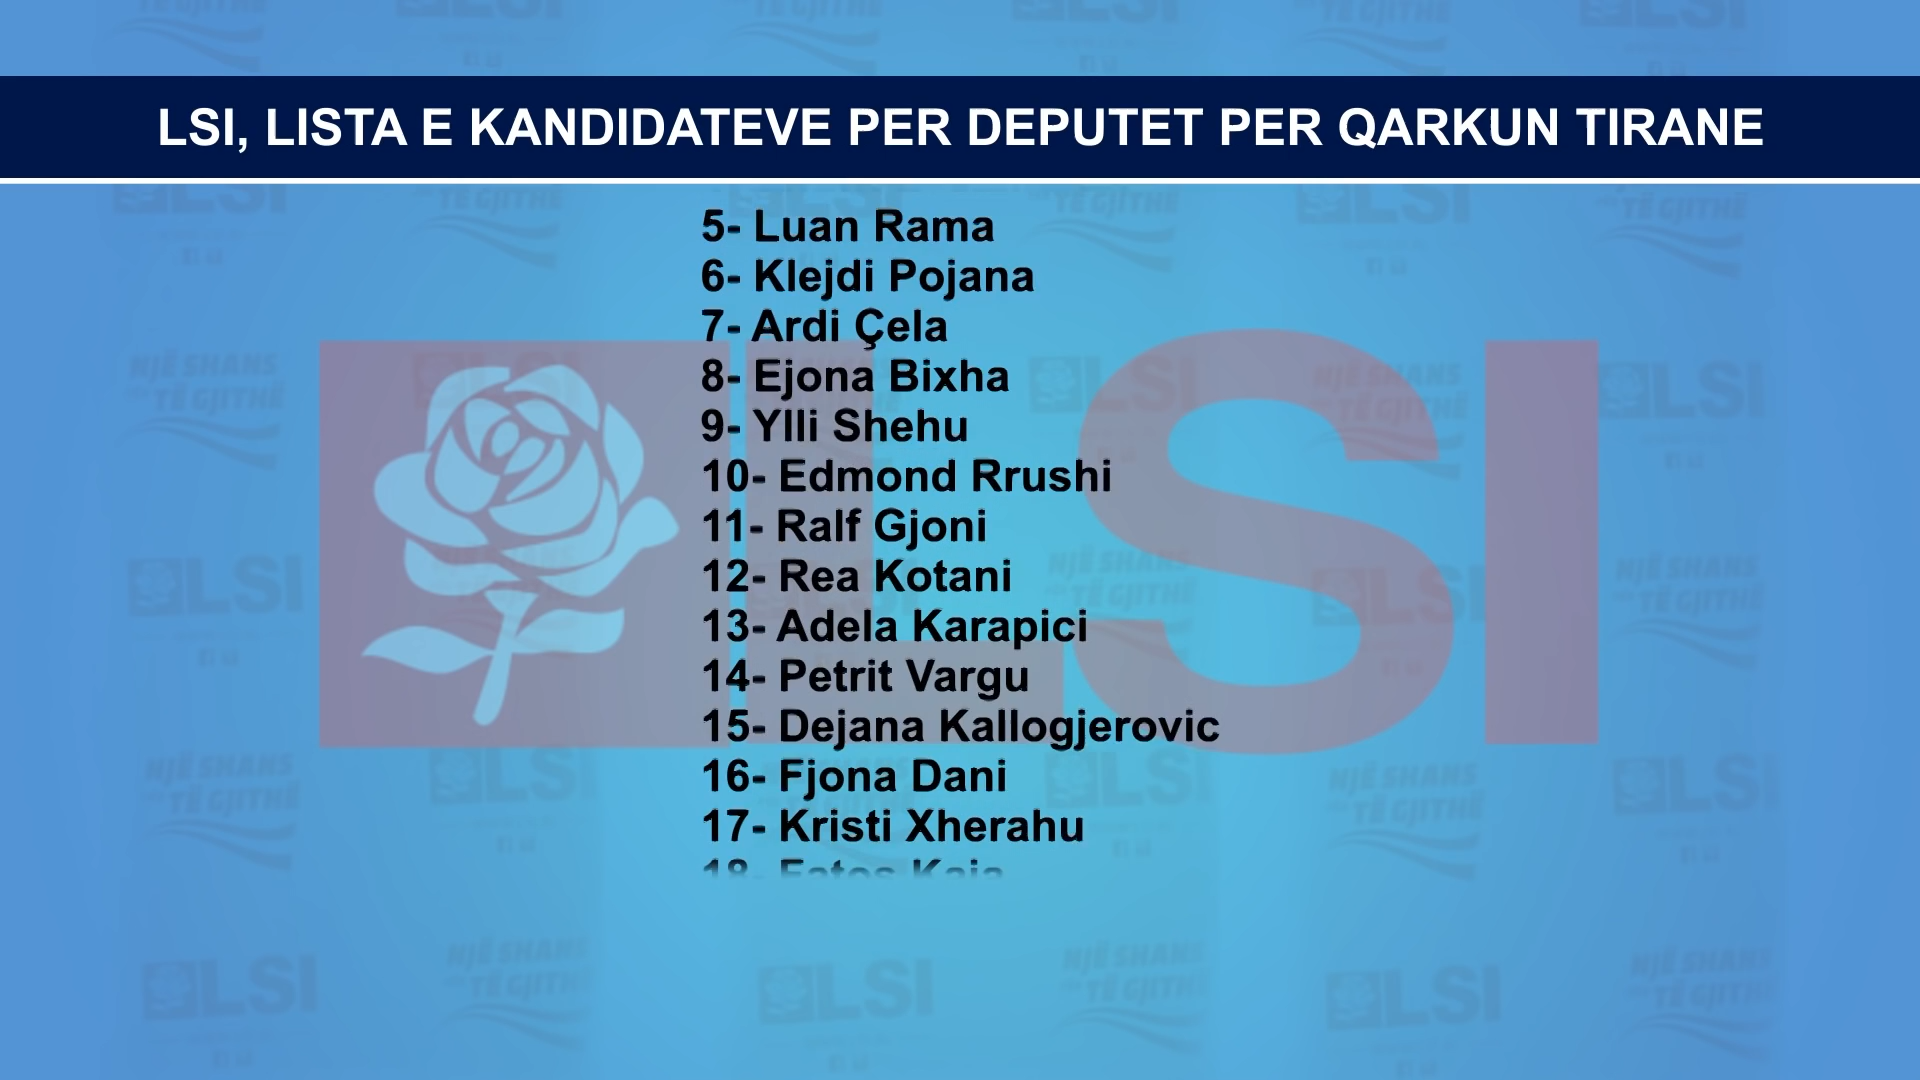 LSI, LISTA E KANDIDATEVE PER DEPUTET PER QARKUN TIRANE
5- Luan Rama
6- Klejdi Pojana
7- Ardi Çela
8- Ejona Bixha
9- Ylli Shehu
10- Edmond Rrushi
11- Ralf Gjoni
12- Rea Kotani
13- Adela Karapici
14- Petrit Vargu
15- Dejana Kallogjerovic
16- Fjona Dani
17- Kristi Xherahu
LSI